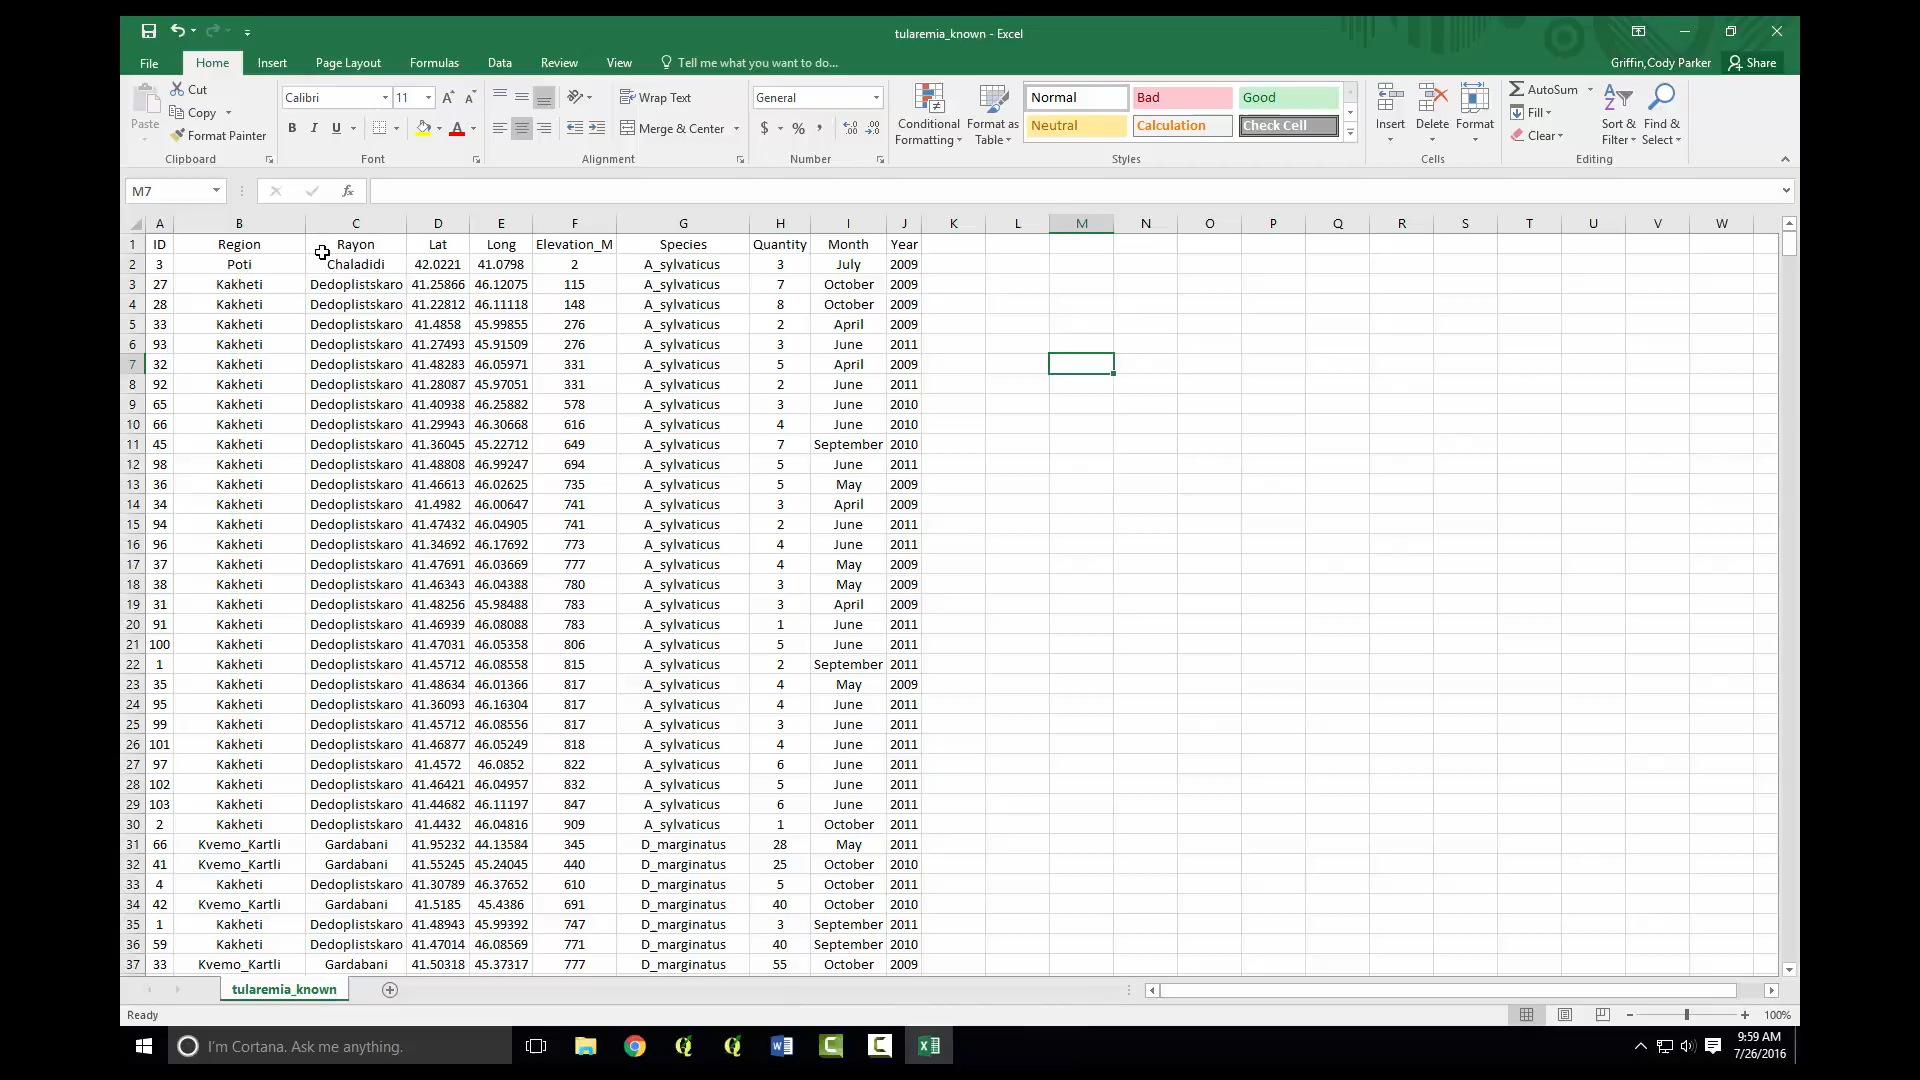 tularemia_known - Excel
File Home Insert Page Layout Formulas Data Review View Tell me what you want to do... Griffin,Cody Parker Share
Paste Cut Copy Format Painter Clipboard
Calibri 11 B I U Font
Wrap Text Merge & Center Alignment
General $ % , Number
Conditional Formatting Format as Table Normal Bad Good Neutral Calculation Check Cell Styles
Insert Delete Format Cells
AutoSum Fill Clear Sort & Filter Find & Select Editing
M7 fx
A B C D E F G H I J K L M N O P Q R S T U V W
1 ID Region Rayon Lat Long Elevation_M Species Quantity Month Year
2 3 Poti Chaladidi 42.0221 41.0798 2 A_sylvaticus 3 July 2009
3 27 Kakheti Dedoplistskaro 41.25866 46.12075 115 A_sylvaticus 7 October 2009
4 28 Kakheti Dedoplistskaro 41.22812 46.11118 148 A_sylvaticus 8 October 2009
5 33 Kakheti Dedoplistskaro 41.4858 45.99855 276 A_sylvaticus 2 April 2009
6 93 Kakheti Dedoplistskaro 41.27493 45.91509 276 A_sylvaticus 3 June 2011
7 32 Kakheti Dedoplistskaro 41.48283 46.05971 331 A_sylvaticus 5 April 2009
8 92 Kakheti Dedoplistskaro 41.28087 45.97051 331 A_sylvaticus 2 June 2011
9 65 Kakheti Dedoplistskaro 41.40938 46.25882 578 A_sylvaticus 3 June 2010
10 66 Kakheti Dedoplistskaro 41.29943 46.30668 616 A_sylvaticus 4 June 2010
11 45 Kakheti Dedoplistskaro 41.36045 45.22712 649 A_sylvaticus 7 September 2010
12 98 Kakheti Dedoplistskaro 41.48808 46.99247 694 A_sylvaticus 5 June 2011
13 36 Kakheti Dedoplistskaro 41.46613 46.02625 735 A_sylvaticus 5 May 2009
14 34 Kakheti Dedoplistskaro 41.4982 46.00647 741 A_sylvaticus 3 April 2009
15 94 Kakheti Dedoplistskaro 41.47432 46.04905 741 A_sylvaticus 2 June 2011
16 96 Kakheti Dedoplistskaro 41.34692 46.17692 773 A_sylvaticus 4 June 2011
17 37 Kakheti Dedoplistskaro 41.47691 46.03669 777 A_sylvaticus 4 May 2009
18 38 Kakheti Dedoplistskaro 41.46343 46.04388 780 A_sylvaticus 3 May 2009
19 31 Kakheti Dedoplistskaro 41.48256 45.98488 783 A_sylvaticus 3 April 2009
20 91 Kakheti Dedoplistskaro 41.46939 46.08088 783 A_sylvaticus 1 June 2011
21 100 Kakheti Dedoplistskaro 41.47031 46.05358 806 A_sylvaticus 5 June 2011
22 1 Kakheti Dedoplistskaro 41.45712 46.08558 815 A_sylvaticus 2 September 2011
23 35 Kakheti Dedoplistskaro 41.48634 46.01366 817 A_sylvaticus 4 May 2009
24 95 Kakheti Dedoplistskaro 41.36093 46.16304 817 A_sylvaticus 4 June 2011
25 99 Kakheti Dedoplistskaro 41.45712 46.08556 817 A_sylvaticus 3 June 2011
26 101 Kakheti Dedoplistskaro 41.46877 46.05249 818 A_sylvaticus 4 June 2011
27 97 Kakheti Dedoplistskaro 41.4572 46.0852 822 A_sylvaticus 6 June 2011
28 102 Kakheti Dedoplistskaro 41.46421 46.04957 832 A_sylvaticus 5 June 2011
29 103 Kakheti Dedoplistskaro 41.44682 46.11197 847 A_sylvaticus 6 June 2011
30 2 Kakheti Dedoplistskaro 41.4432 46.04816 909 A_sylvaticus 1 October 2011
31 66 Kvemo_Kartli Gardabani 41.95232 44.13584 345 D_marginatus 28 May 2011
32 41 Kvemo_Kartli Gardabani 41.55245 45.24045 440 D_marginatus 25 October 2010
33 4 Kakheti Dedoplistskaro 41.30789 46.37652 610 D_marginatus 5 October 2011
34 42 Kvemo_Kartli Gardabani 41.5185 45.4386 691 D_marginatus 40 October 2010
35 1 Kakheti Dedoplistskaro 41.48943 45.99392 747 D_marginatus 3 September 2011
36 59 Kakheti Dedoplistskaro 41.47014 46.08569 771 D_marginatus 40 September 2010
37 33 Kvemo_Kartli Gardabani 41.50318 45.37317 777 D_marginatus 55 October 2009
tularemia_known
Ready 100%
I'm Cortana. Ask me anything. 9:59 AM
7/26/2016